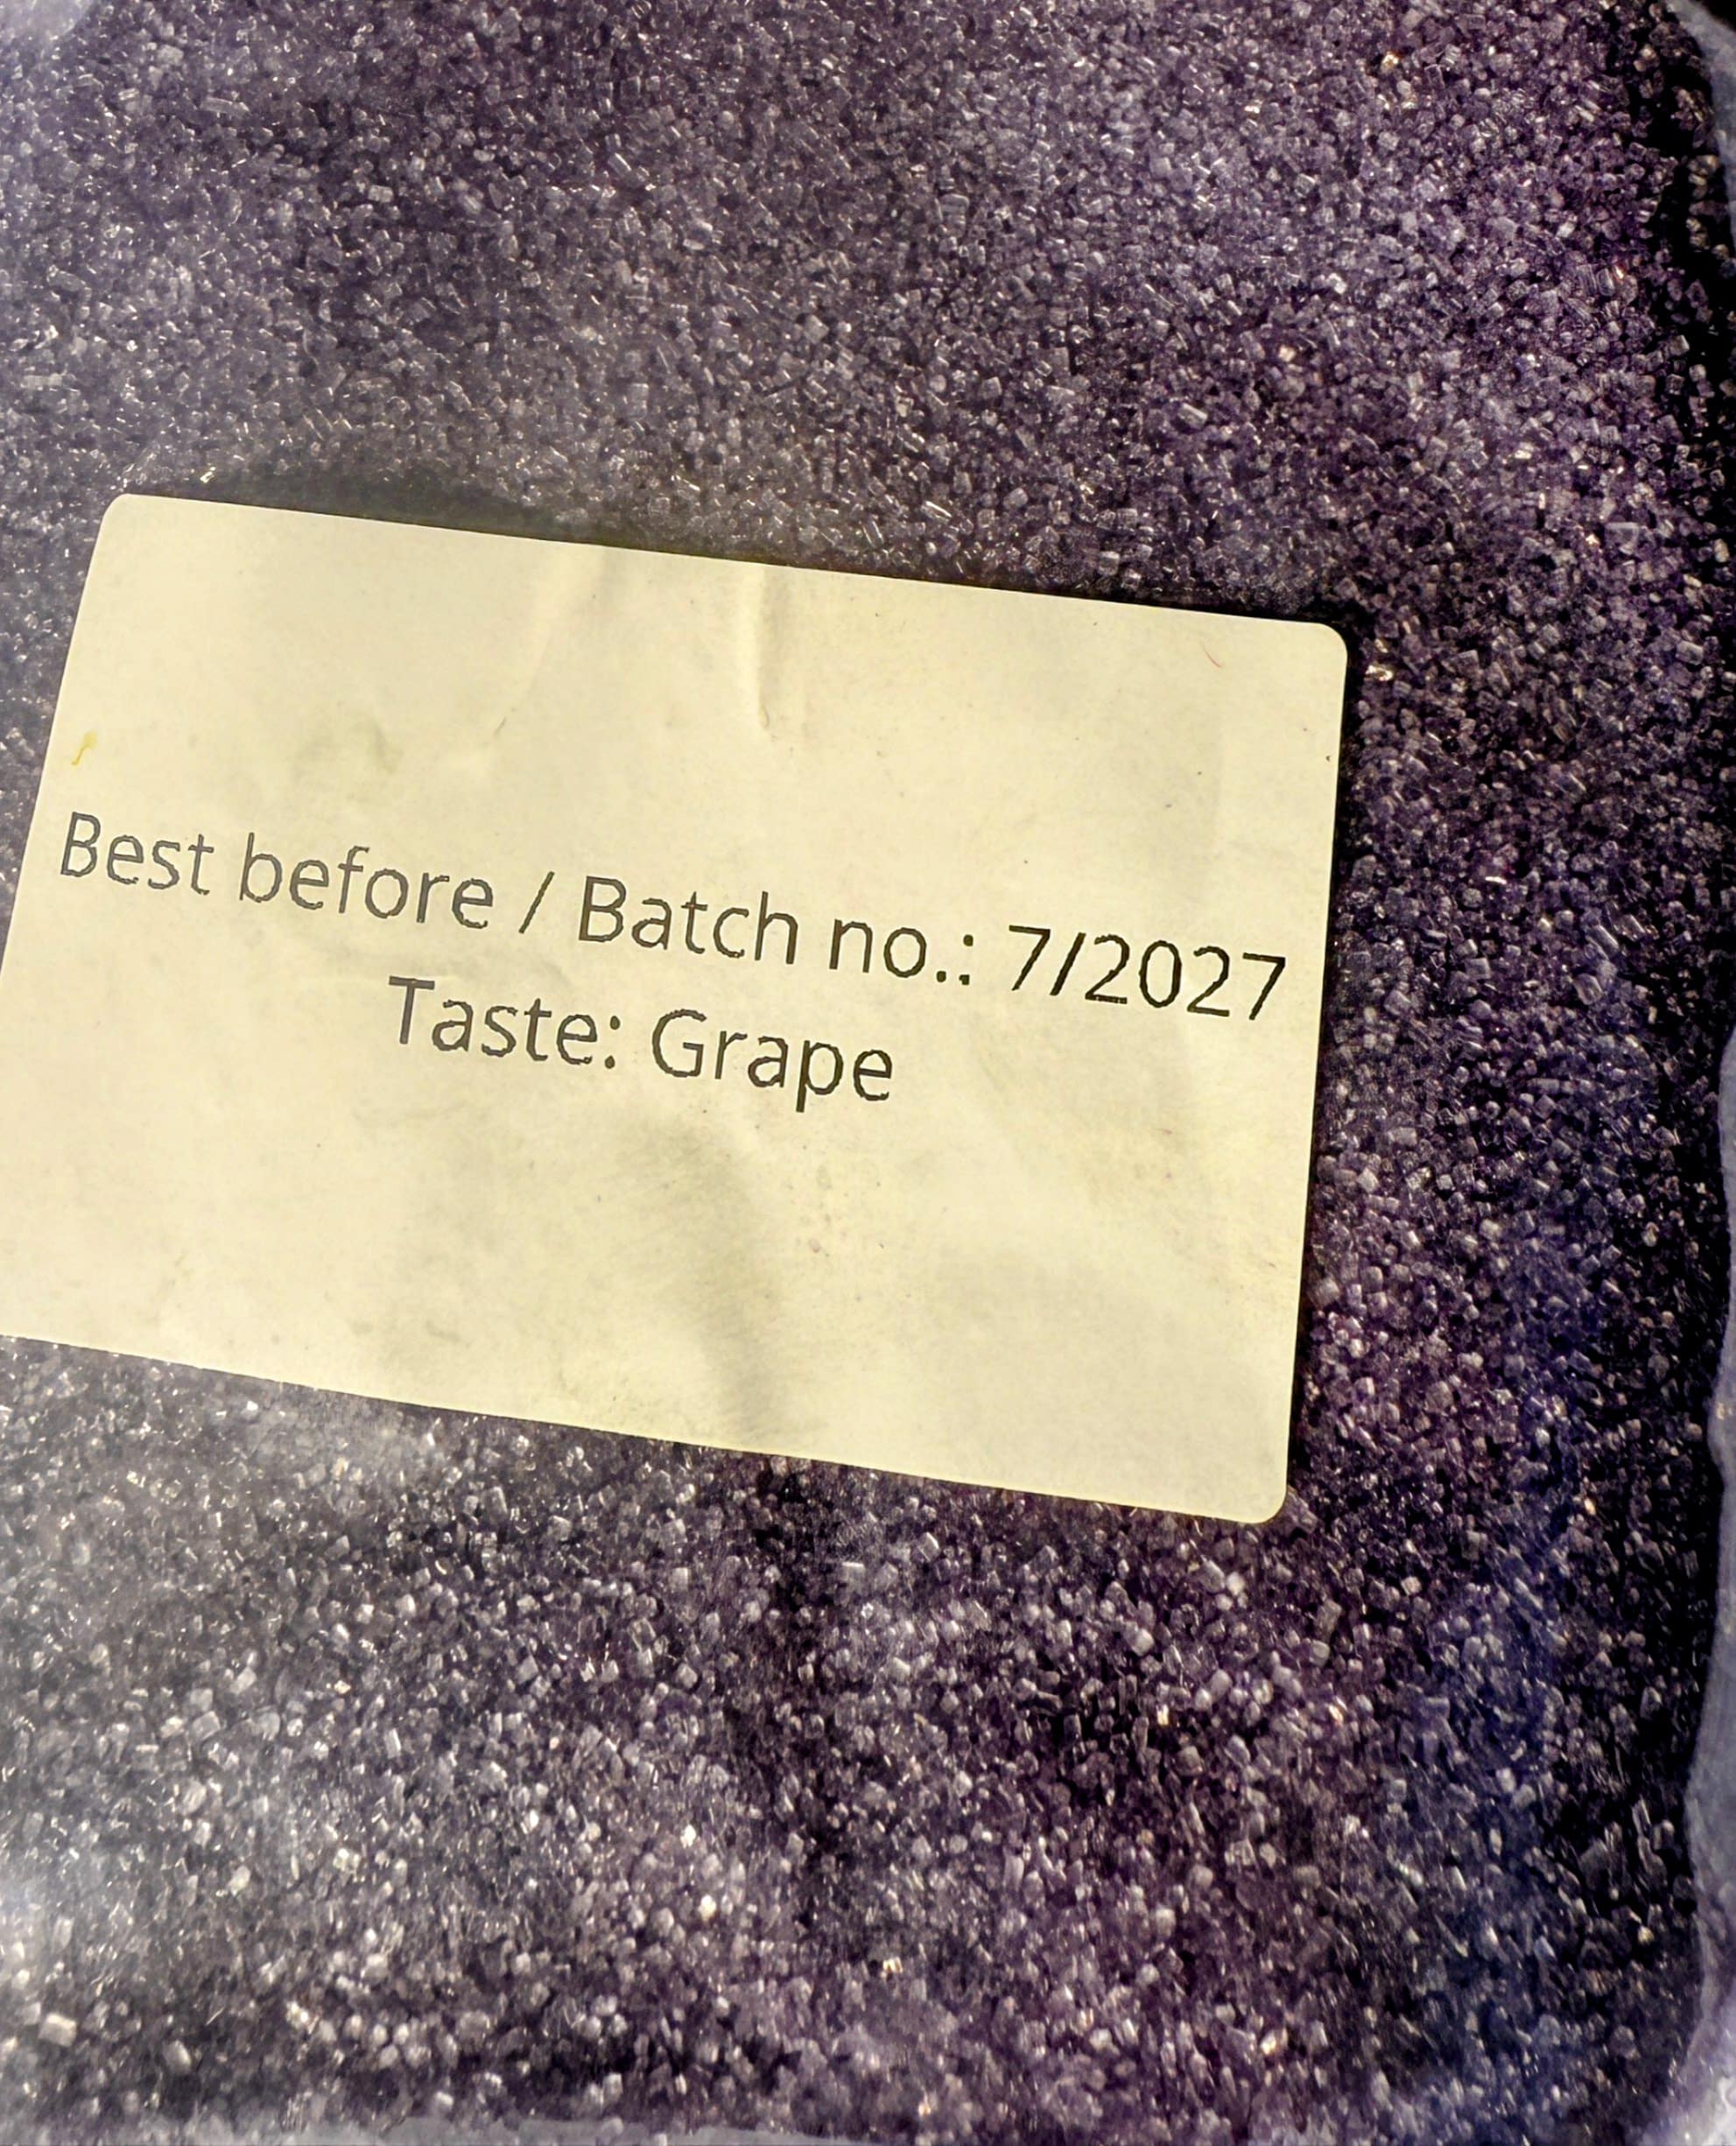 Best before / Batch no.: 7/2027
Taste: Grape